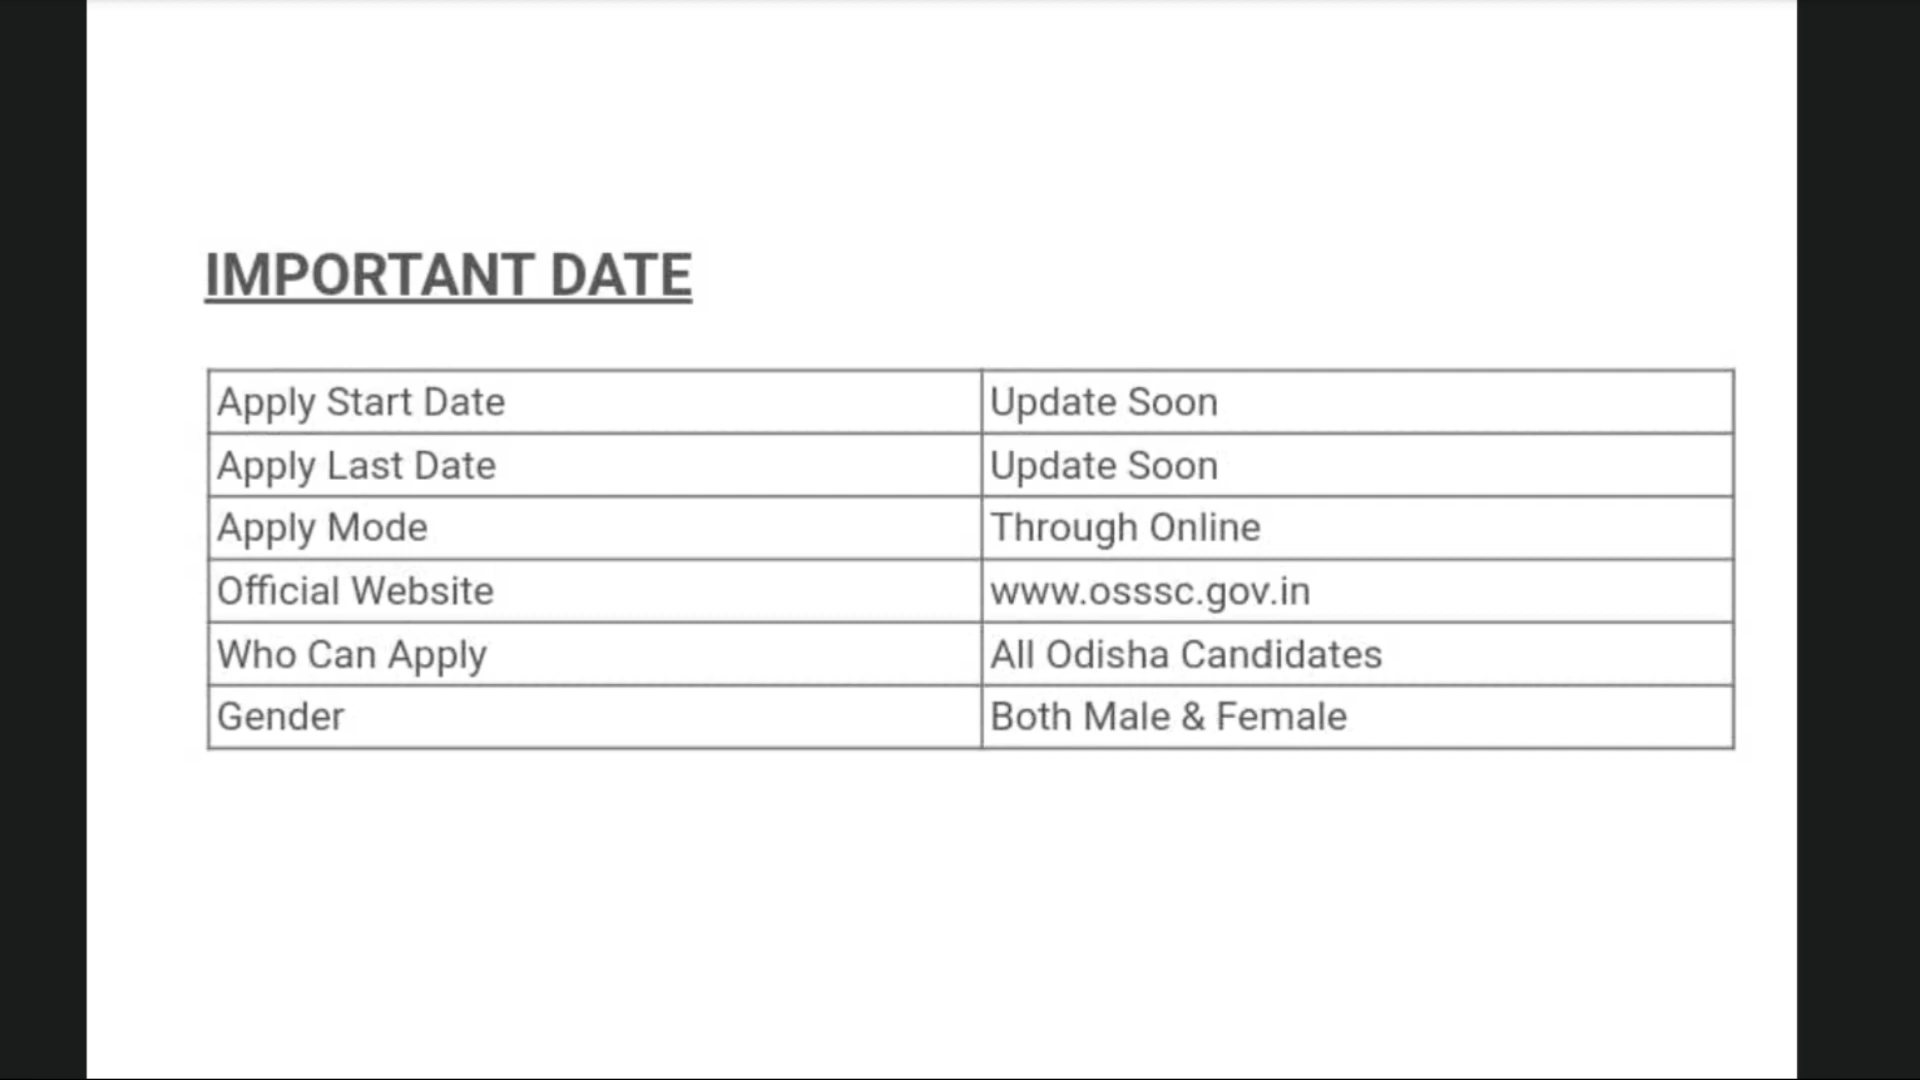 IMPORTANT DATE
Apply Start Date Update Soon
Apply Last Date Update Soon
Apply Mode Through Online
Official Website www.osssc.gov.in
Who Can Apply All Odisha Candidates
Gender Both Male & Female